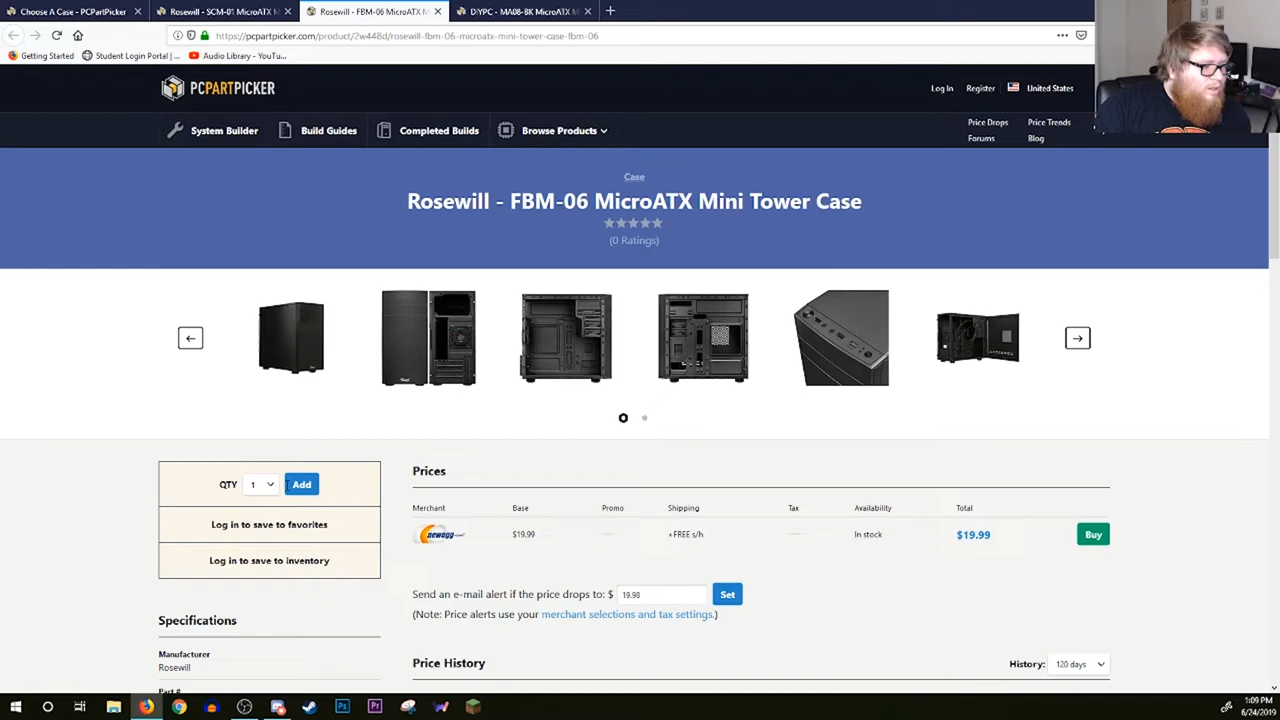 Choose A Case - PCPartPicker
Rosewill - SCM-01 MicroATX M
Rosewill - FBM-06 MicroATX M
DIYPC - MA08-BK MicroATX M
https://pcpartpicker.com/product/2w448d/rosewill-fbm-06-microatx-mini-tower-case-fbm-06
Getting Started
Student Login Portal | ...
Audio Library - YouTu...
PCPARTPICKER
Log In
Register
United States
System Builder
Build Guides
Completed Builds
Browse Products
Price Drops
Price Trends
Forums
Blog
Case
Rosewill - FBM-06 MicroATX Mini Tower Case
(0 Ratings)
QTY 1 Add
Log in to save to favorites
Log in to save to inventory
Prices
Merchant Base Promo Shipping Tax Availability Total
newegg $19.99 — +FREE s/h — In stock $19.99 Buy
Send an e-mail alert if the price drops to: $ 19.98 Set
(Note: Price alerts use your merchant selections and tax settings.)
Specifications
Manufacturer
Rosewill
Part #
Price History
History: 120 days
1:09 PM
6/24/2019